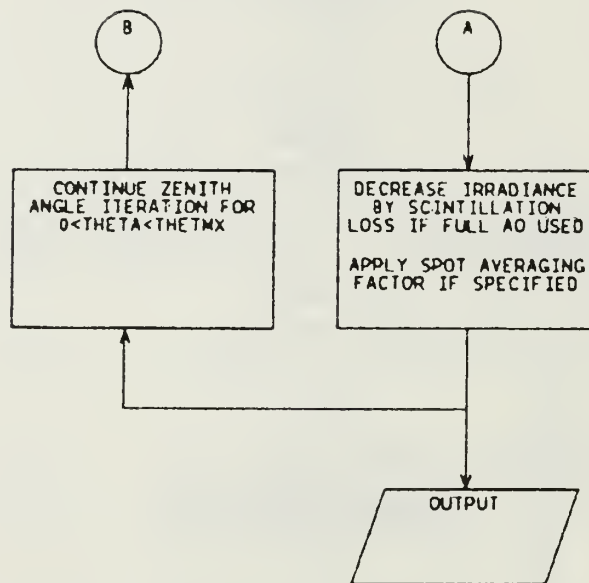 B
A
CONTINUE ZENITH
ANGLE ITERATION FOR
0<THETA<THETMX
DECREASE IRRADIANCE
BY SCINTILLATION
LOSS IF FULL AO USED
APPLY SPOT AVERAGING
FACTOR IF SPECIFIED
OUTPUT